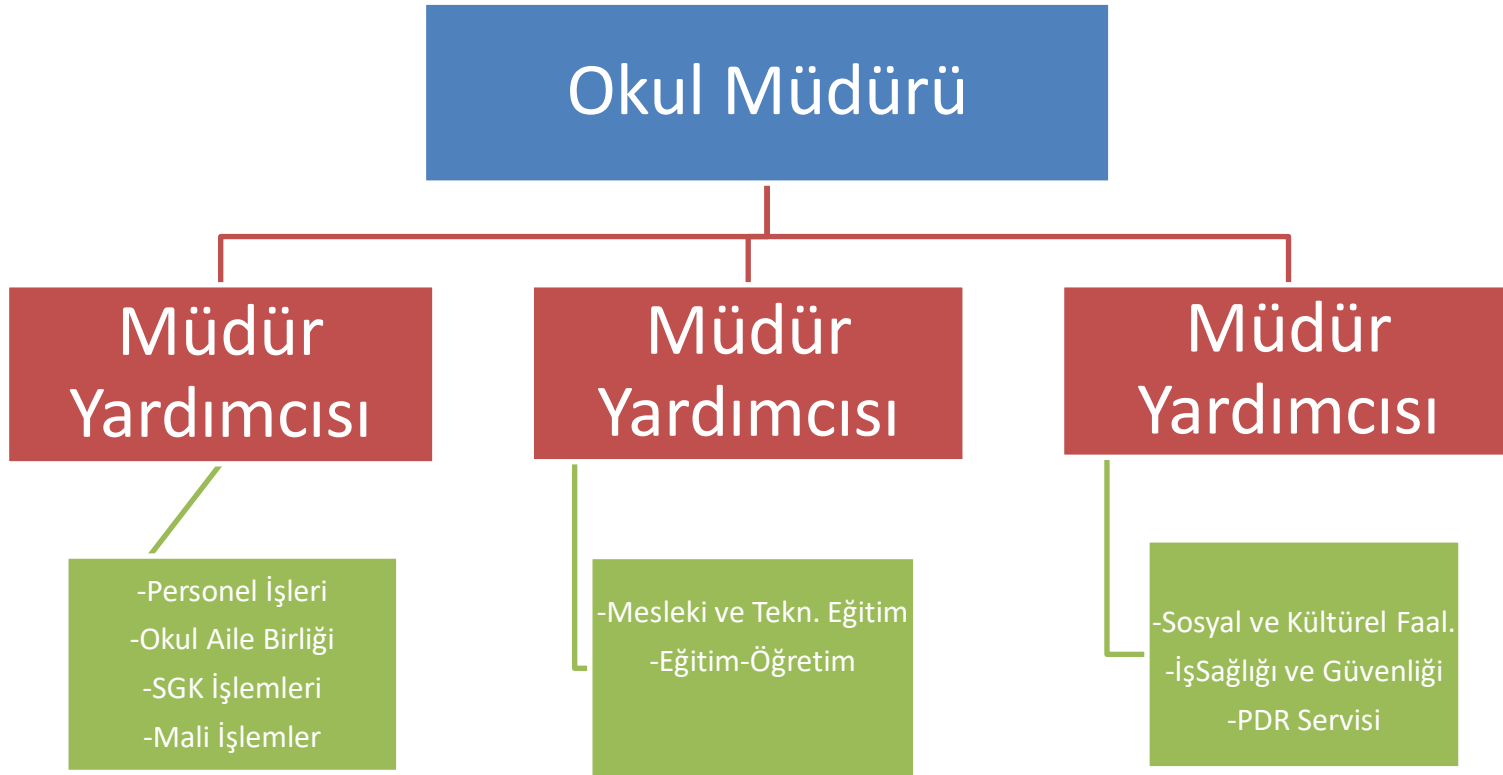 Okul Müdürü
Müdür
Yardımcısı
Müdür
Yardımcısı
Müdür
Yardımcısı
-Personel İşleri
-Okul Aile Birliği
-SGK İşlemleri
-Mali İşlemler
-Mesleki ve Tekn. Eğitim
-Eğitim-Öğretim
-Sosyal ve Kültürel Faal.
-İşSağlığı ve Güvenliği
-PDR Servisi